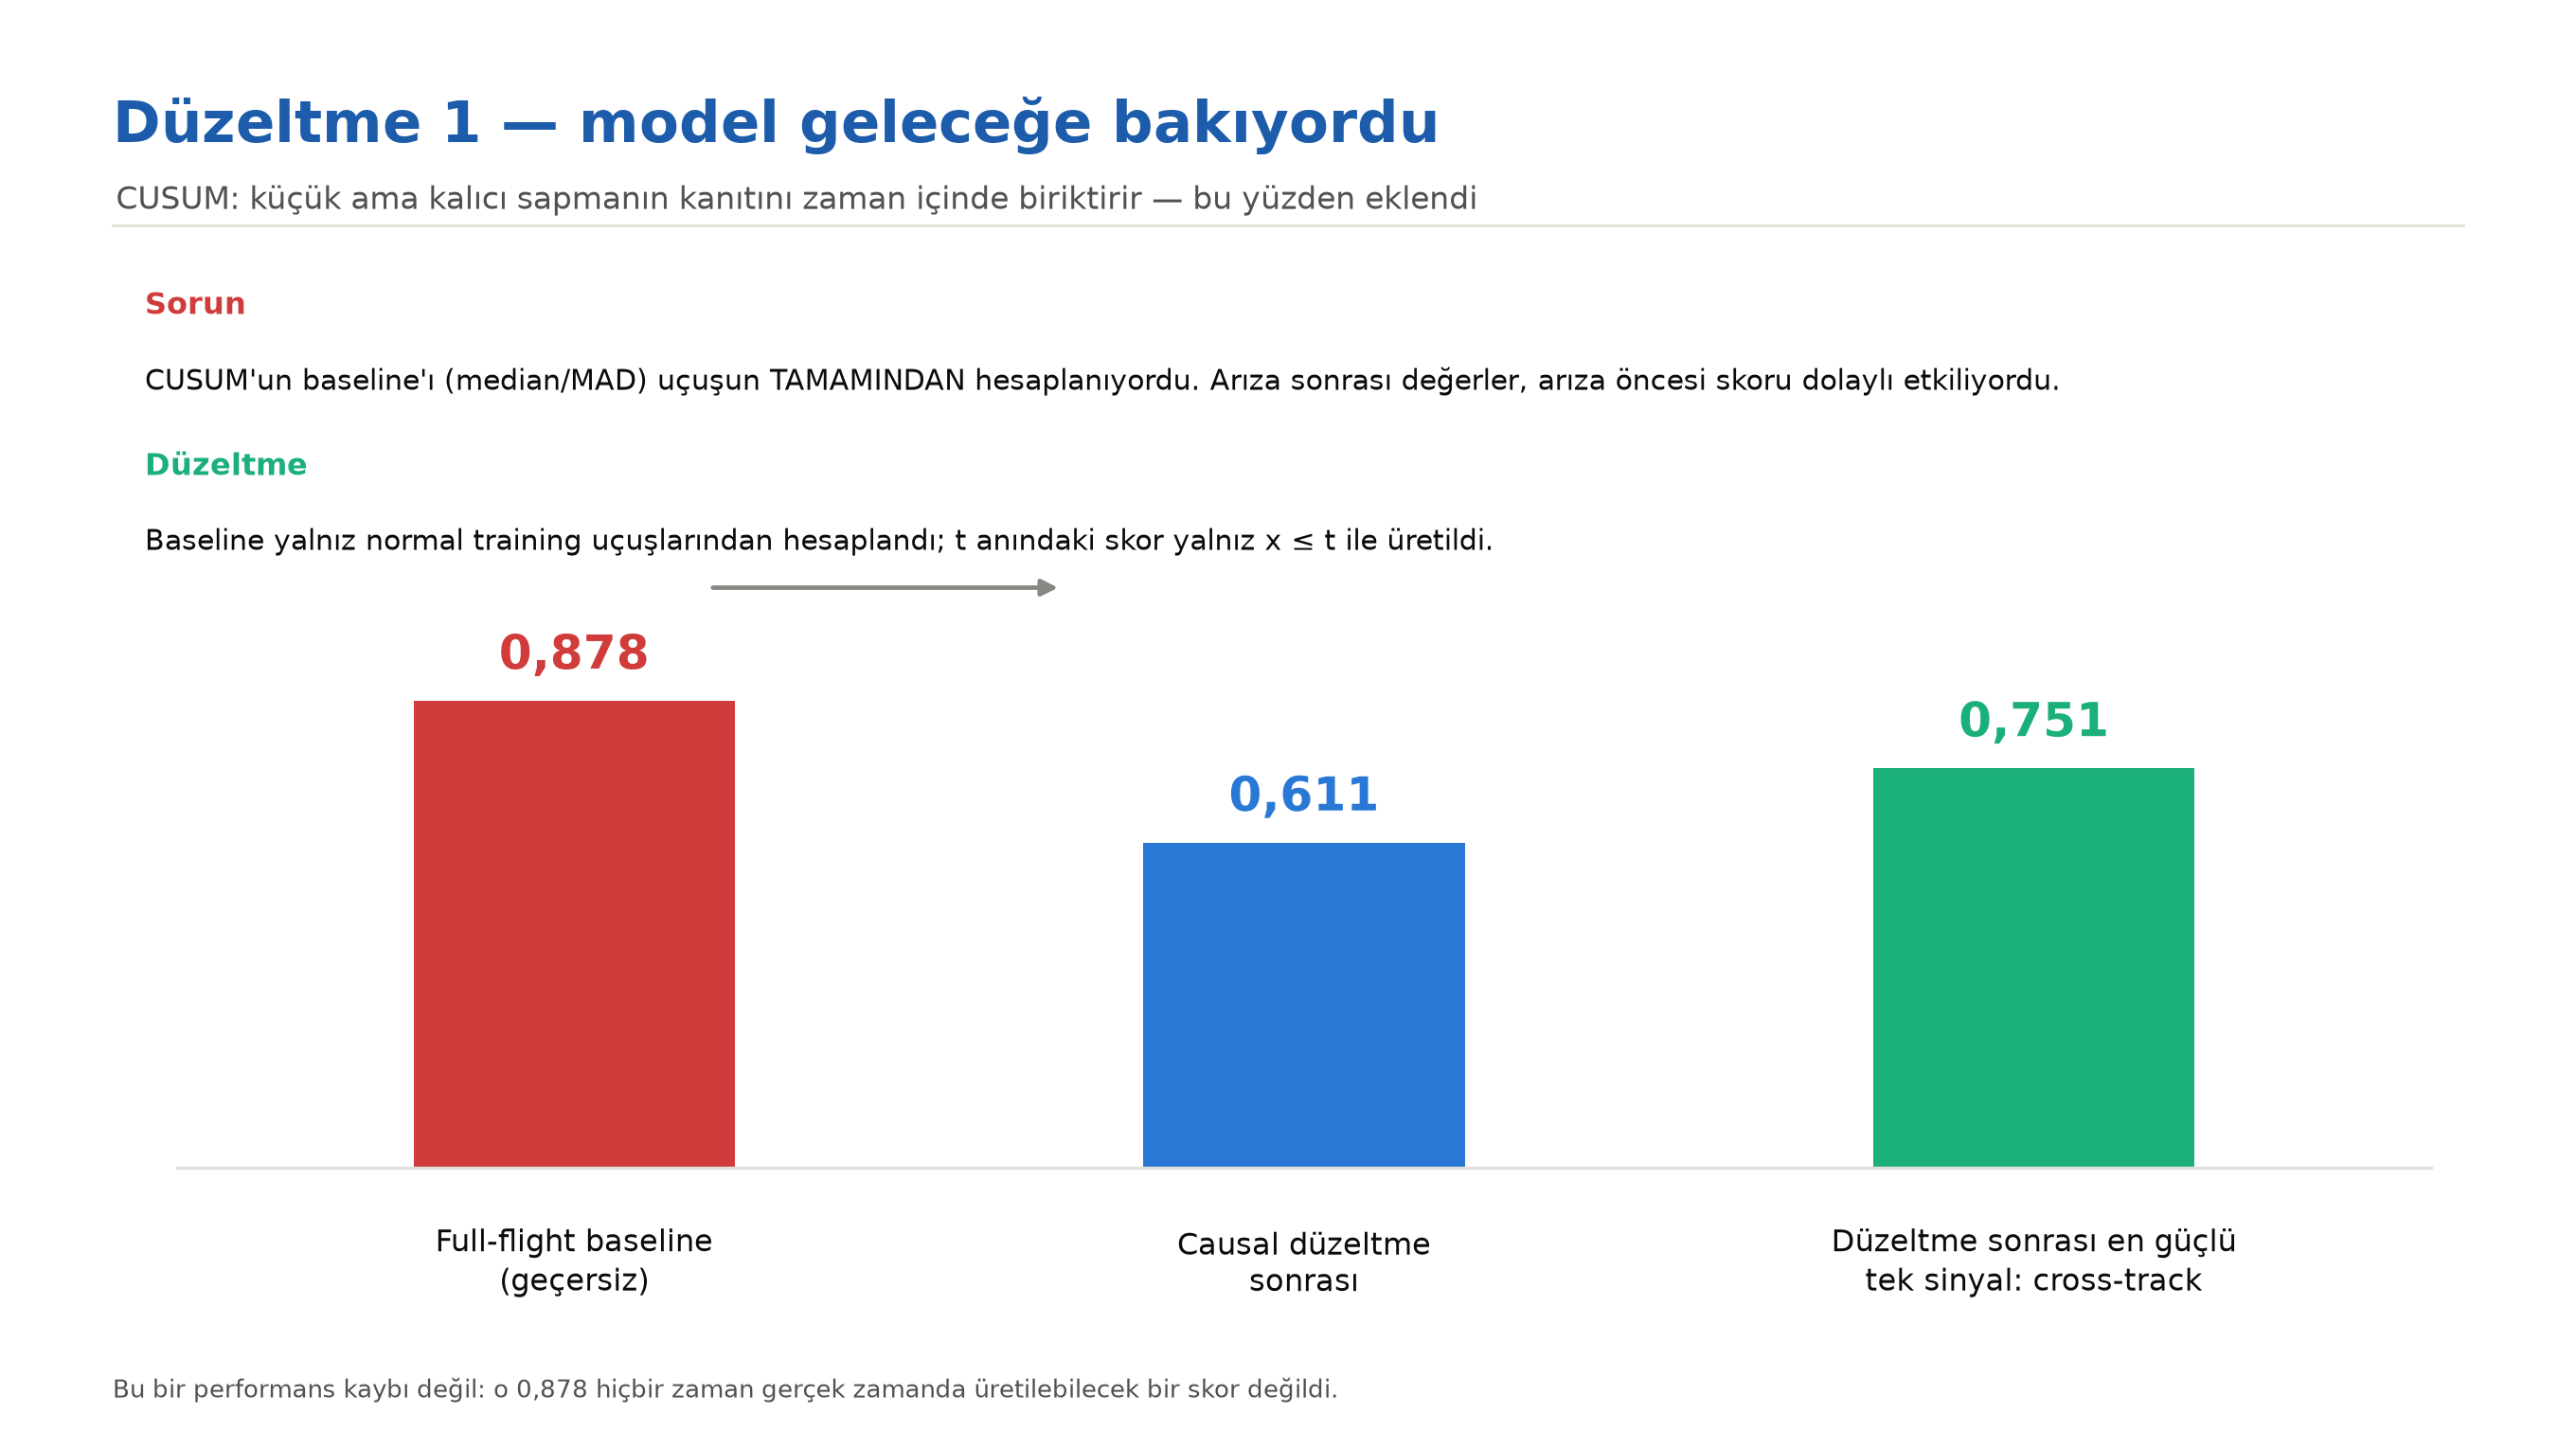 Düzeltme 1 — model geleceğe bakıyordu
CUSUM: küçük ama kalıcı sapmanın kanıtını zaman içinde biriktirir — bu yüzden eklendi
Sorun
CUSUM'un baseline'ı (median/MAD) uçuşun TAMAMINDAN hesaplanıyordu. Arıza sonrası değerler, arıza öncesi skoru dolaylı etkiliyordu.
Düzeltme
Baseline yalnız normal training uçuşlarından hesaplandı; t anındaki skor yalnız x ≤ t ile üretildi.
0,878
0,611
0,751
Full-flight baseline
(geçersiz)
Causal düzeltme
sonrası
Düzeltme sonrası en güçlü
tek sinyal: cross-track
Bu bir performans kaybı değil: o 0,878 hiçbir zaman gerçek zamanda üretilebilecek bir skor değildi.